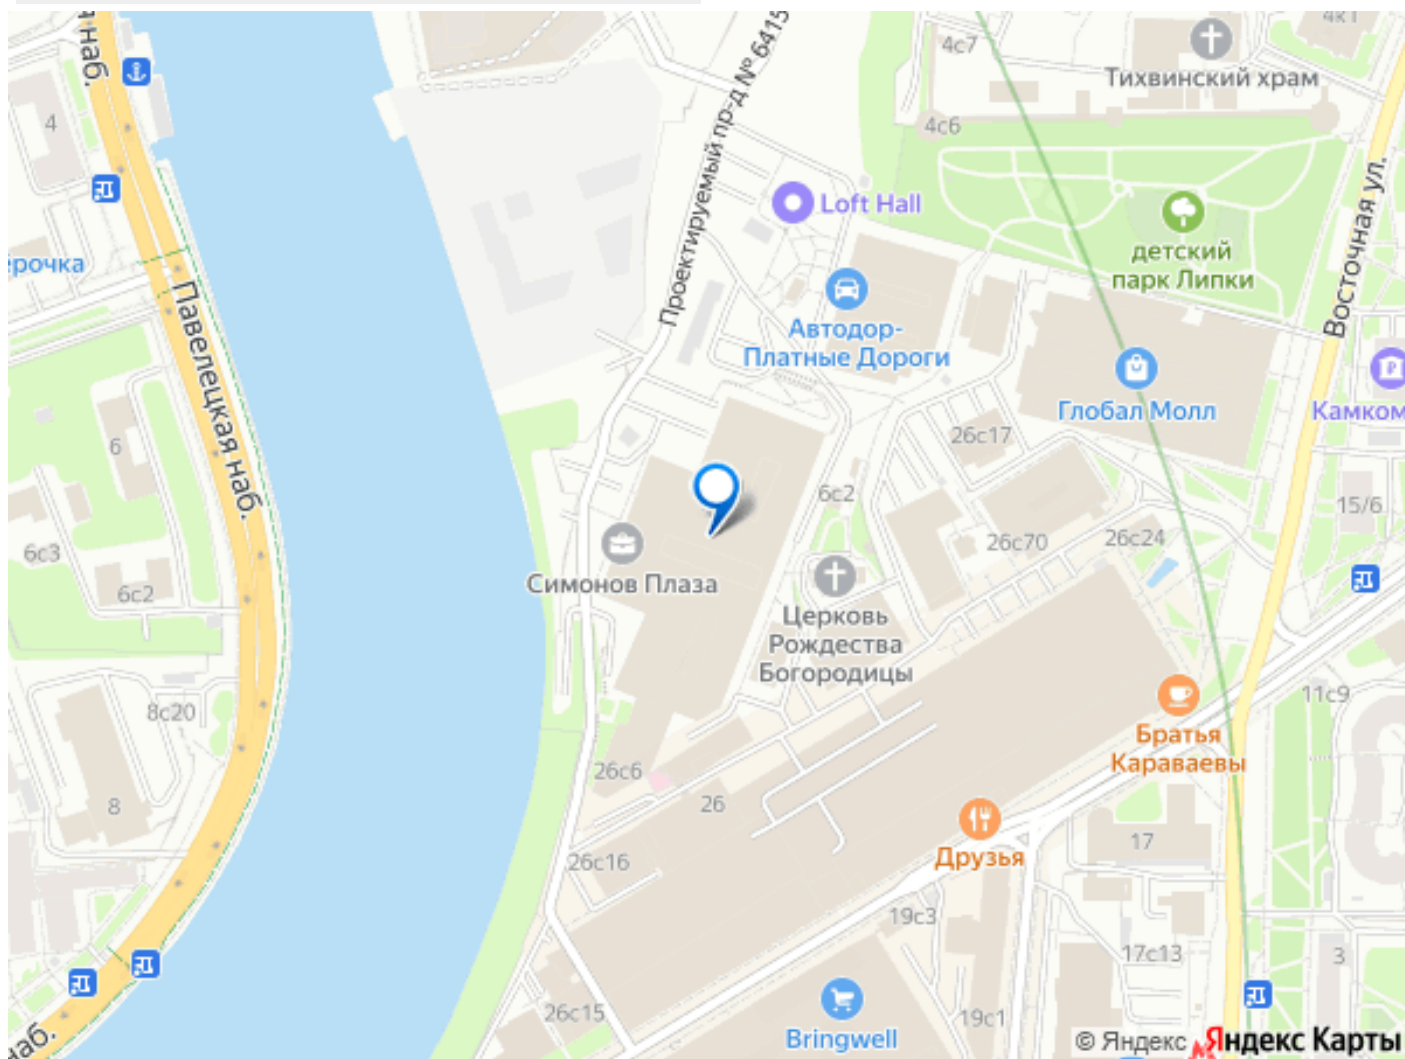 наб.
4
ерочка
Павелецкая наб.
6
6с3
6с2
8с20
8
наб.
Проектируемый пр-д № 6415
4с7
4к1
Тихвинский храм
4с6
Loft Hall
детский
парк Липки
Восточная ул.
Автодор-
Платные Дороги
Глобал Молл
Камком
26с17
6с2
15/6
26с70
26с24
Симонов Плаза
Церковь
Рождества
Богородицы
11с9
Братья
Караваевы
26с6
26
Друзья
17
26с16
19с3
17с13
3
26с15
19с1
Bringwell
© Яндекс
Яндекс Карты